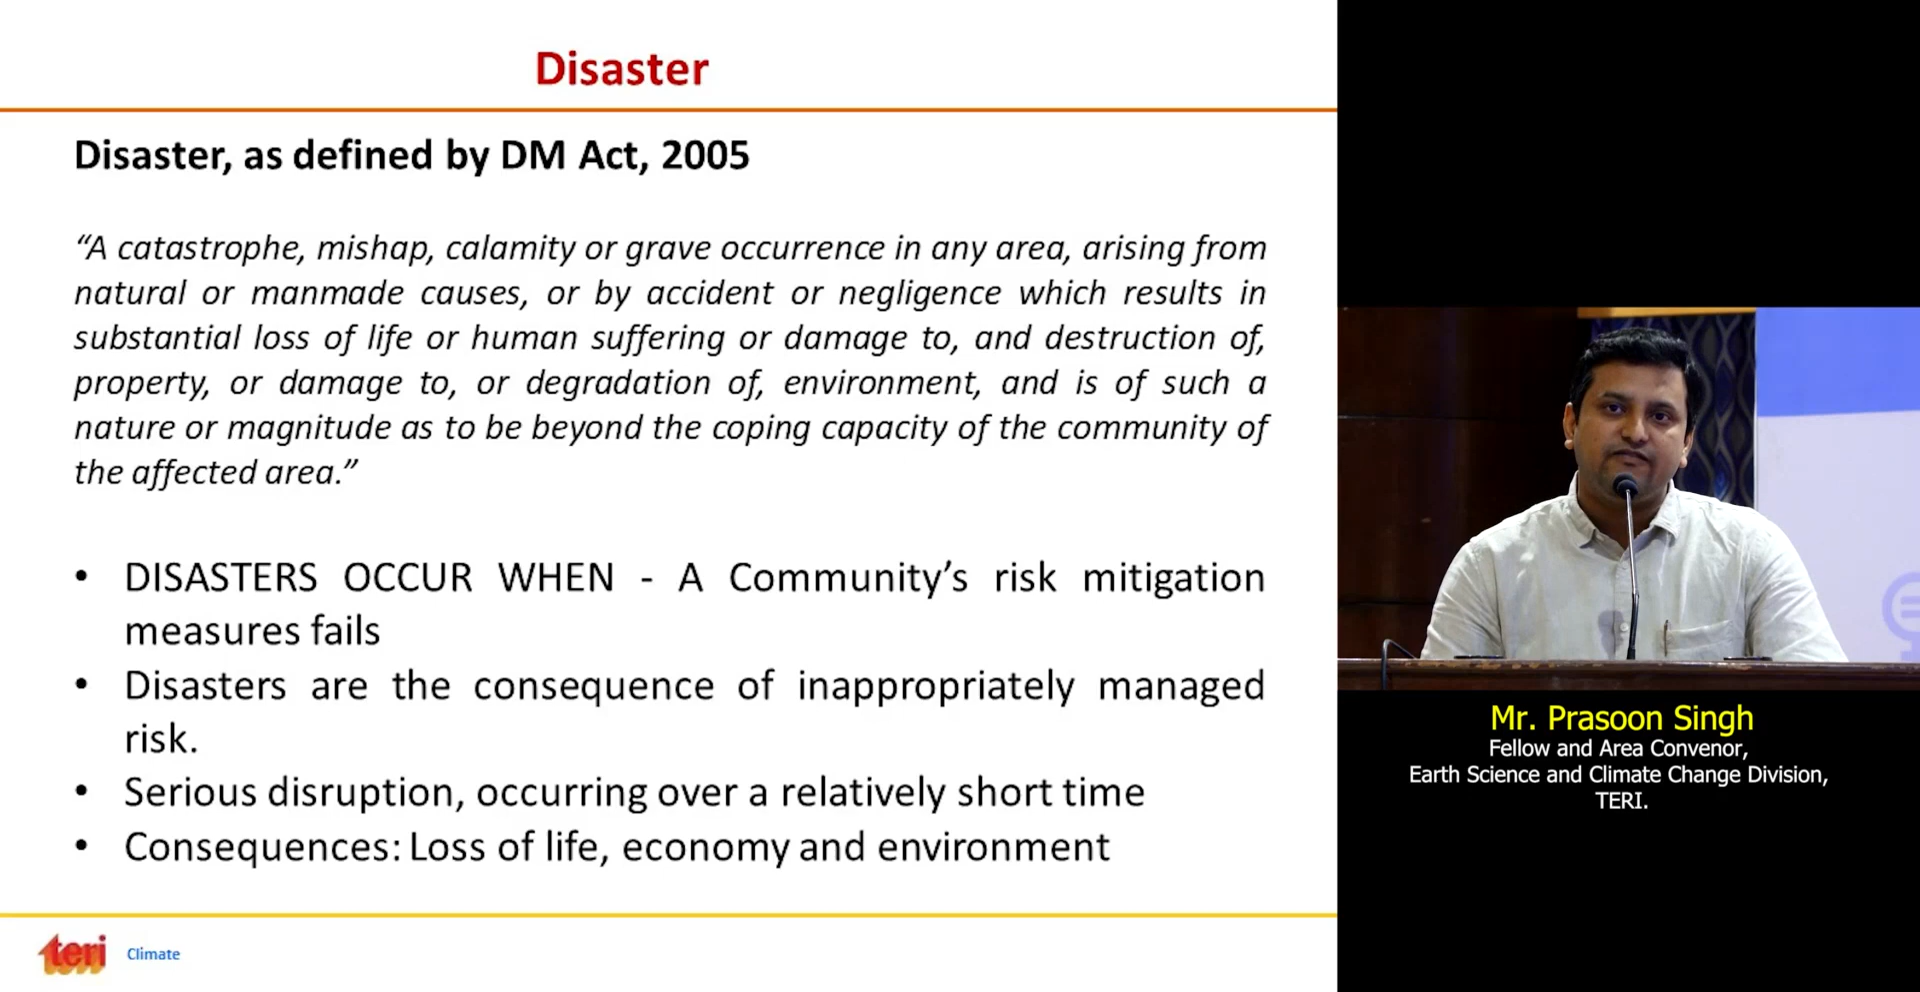 Disaster
Disaster, as defined by DM Act, 2005
“A catastrophe, mishap, calamity or grave occurrence in any area, arising from
natural or manmade causes, or by accident or negligence which results in
substantial loss of life or human suffering or damage to, and destruction of,
property, or damage to, or degradation of, environment, and is of such a
nature or magnitude as to be beyond the coping capacity of the community of
the affected area.”
• DISASTERS OCCUR WHEN - A Community’s risk mitigation
measures fails
• Disasters are the consequence of inappropriately managed
risk.
• Serious disruption, occurring over a relatively short time
• Consequences: Loss of life, economy and environment
teri Climate
Mr. Prasoon Singh
Fellow and Area Convenor,
Earth Science and Climate Change Division,
TERI.